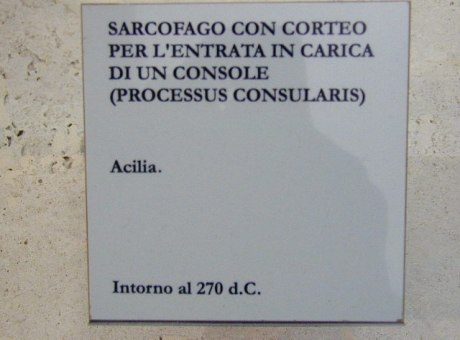 SARCOFAGO CON CORTEO
PER L'ENTRATA IN CARICA
DI UN CONSOLE
(PROCESSUS CONSULARIS)
Acilia.
Intorno al 270 d.C.